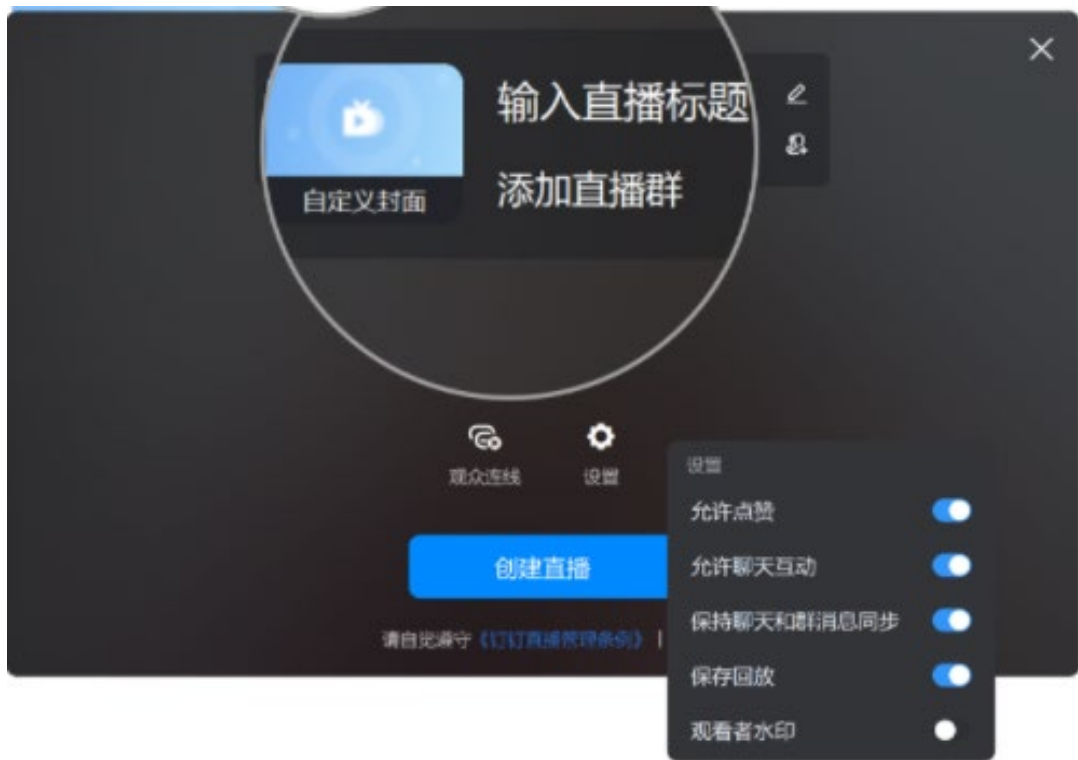 输入直播标题
添加直播群
自定义封面
观众连线
设置
创建直播
请自觉遵守《钉钉直播管理条例》|
设置
允许点赞
允许聊天互动
保持聊天和群消息同步
保存回放
观看者水印